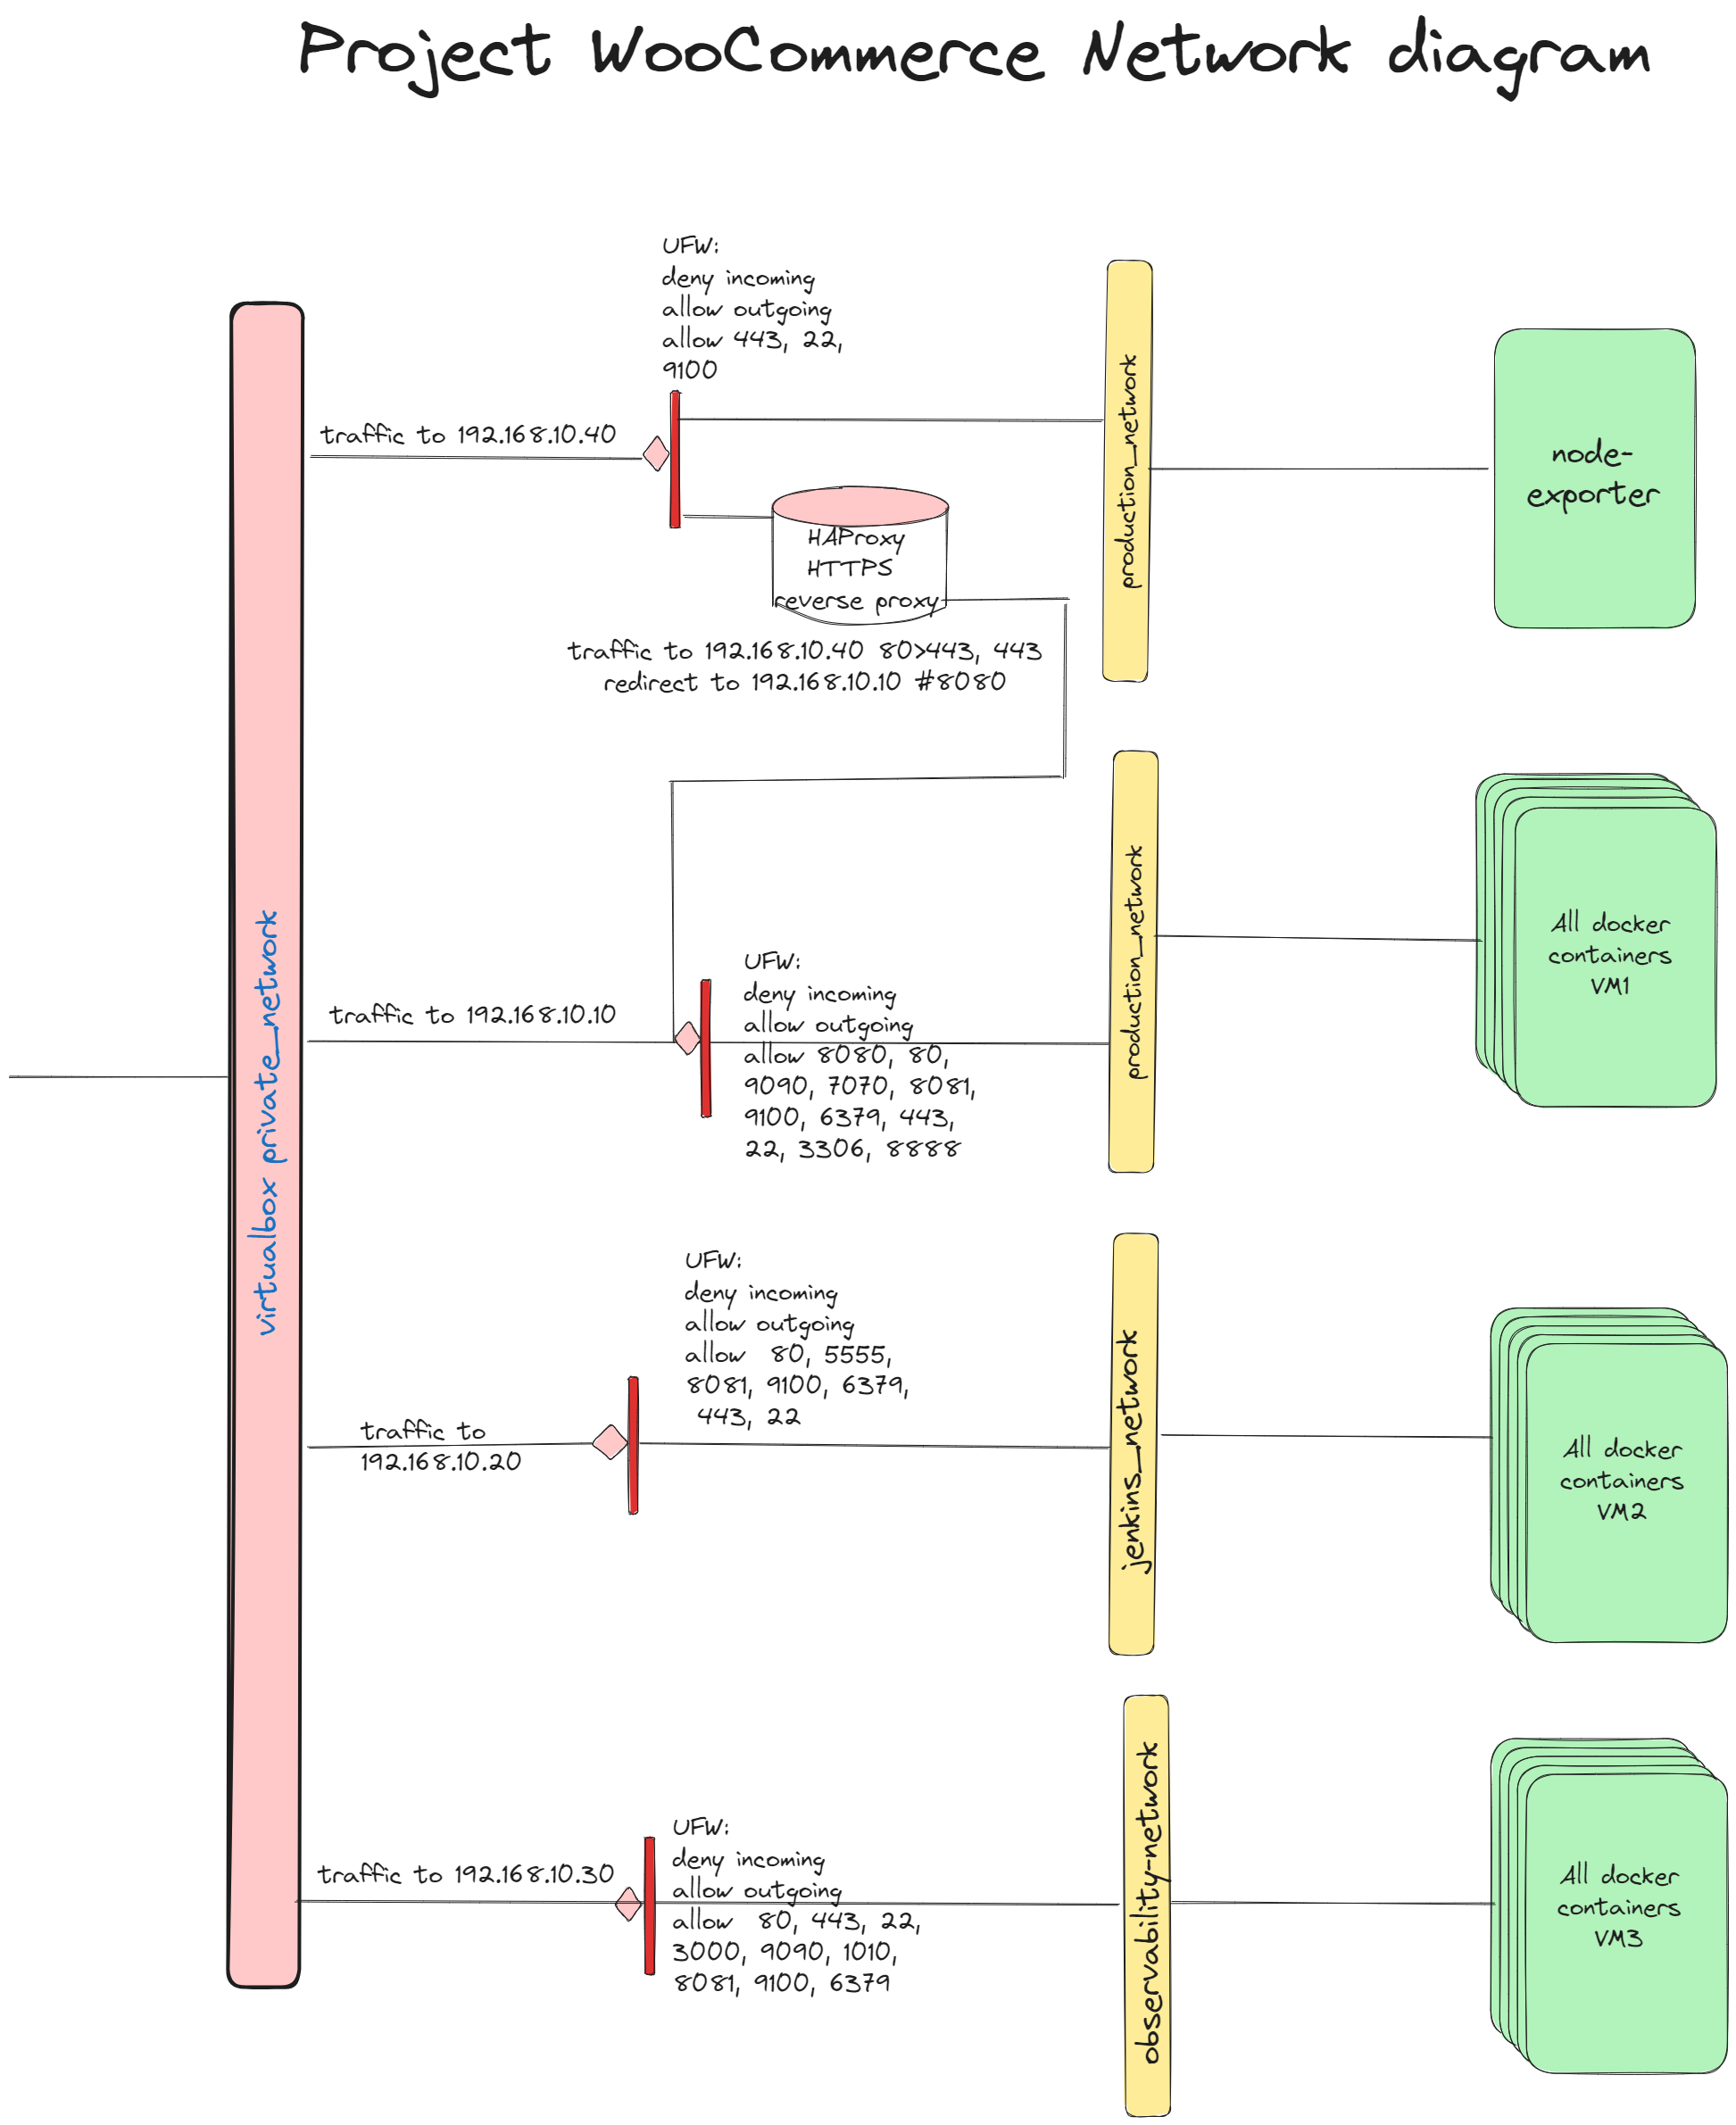 Project WooCommerce Network diagram
UFW:
deny incoming
allow outgoing
allow 443, 22,
9100
traffic to 192.168.10.40
production_network
node-
exporter
HAProxy
HTTPS
reverse proxy
traffic to 192.168.10.40 80>443, 443
redirect to 192.168.10.10 #8080
virtualbox private_network
traffic to 192.168.10.10
UFW:
deny incoming
allow outgoing
allow 8080, 80,
9090, 7070, 8081,
9100, 6379, 443,
22, 3306, 8888
production_network
All docker
containers
VM1
UFW:
deny incoming
allow outgoing
allow 80, 5555,
8081, 9100, 6379,
443, 22
traffic to
192.168.10.20
jenkins_network
All docker
containers
VM2
UFW:
deny incoming
allow outgoing
allow 80, 443, 22,
3000, 9090, 1010,
8081, 9100, 6379
traffic to 192.168.10.30
observability-network
All docker
containers
VM3